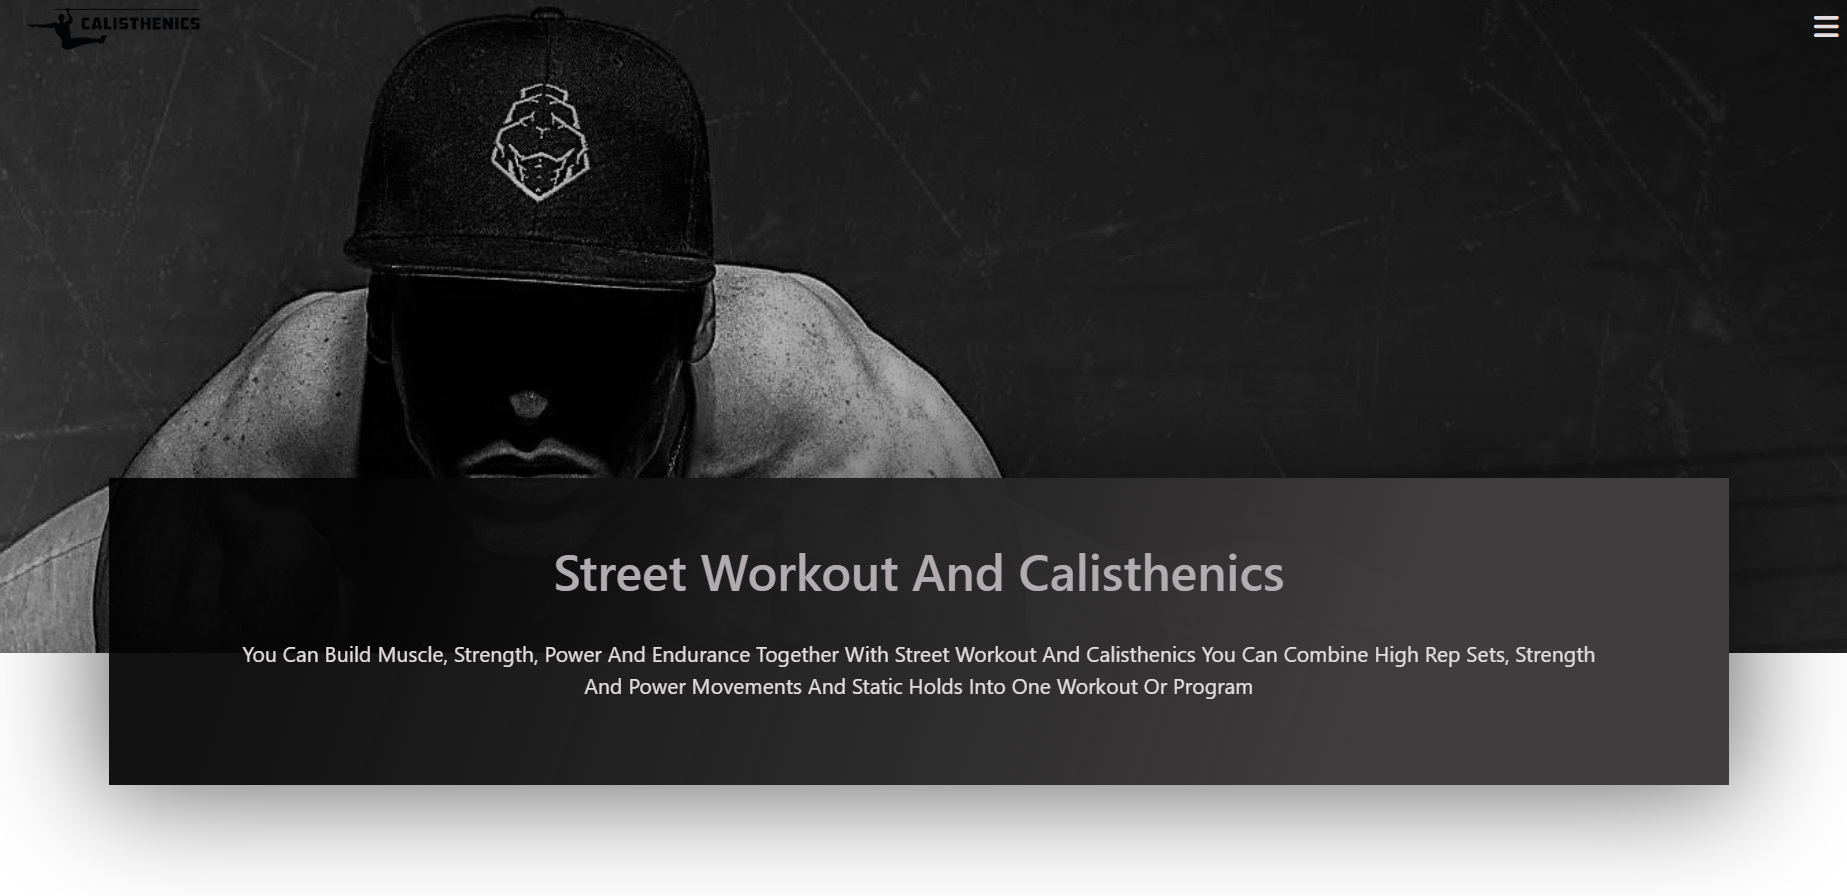 CALISTHENICS
Street Workout And Calisthenics
You Can Build Muscle, Strength, Power And Endurance Together With Street Workout And Calisthenics You Can Combine High Rep Sets, Strength
And Power Movements And Static Holds Into One Workout Or Program